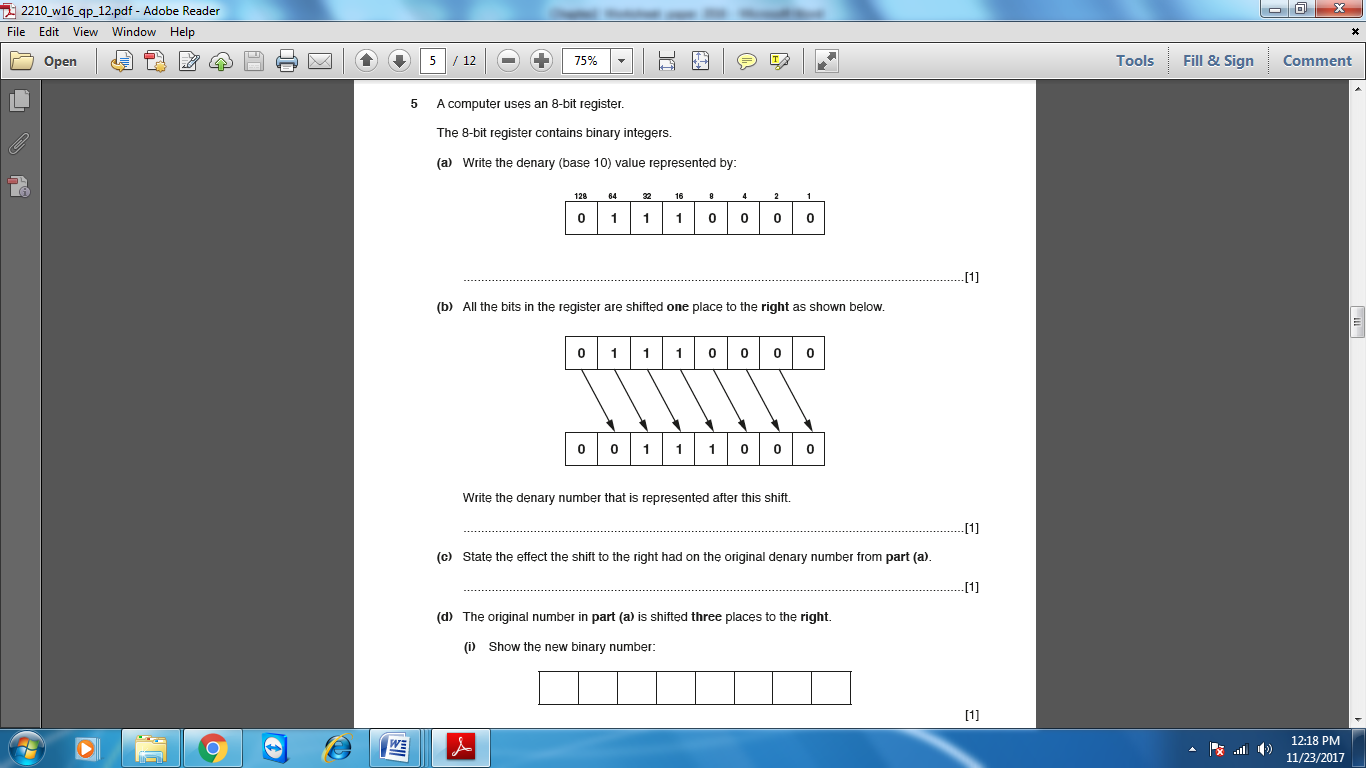 2210_w16_qp_12.pdf - Adobe Reader
File Edit View Window Help
Open 5 / 12 75% Tools Fill & Sign Comment
5 A computer uses an 8-bit register.
The 8-bit register contains binary integers.
(a) Write the denary (base 10) value represented by:
128 64 32 16 8 4 2 1
0 1 1 1 0 0 0 0
[1]
(b) All the bits in the register are shifted one place to the right as shown below.
0 1 1 1 0 0 0 0
0 0 1 1 1 0 0 0
Write the denary number that is represented after this shift.
[1]
(c) State the effect the shift to the right had on the original denary number from part (a).
[1]
(d) The original number in part (a) is shifted three places to the right.
(i) Show the new binary number:
[1]
12:18 PM
11/23/2017